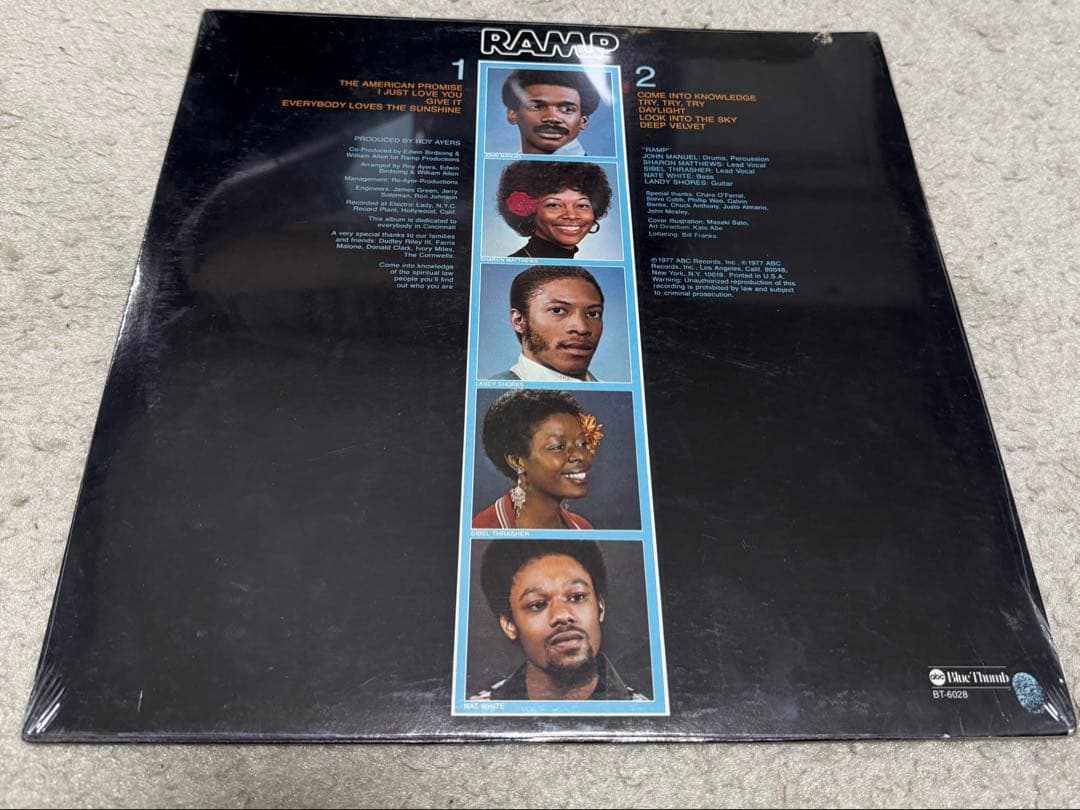 RAMP
1
THE AMERICAN PROMISE
I JUST LOVE YOU
GIVE IT
EVERYBODY LOVES THE SUNSHINE
PRODUCED BY ROY AYERS
Co-Produced by Edwin Birdsong &
William Allen for Ramp Productions
Arranged by Roy Ayers, Edwin
Birdsong & William Allen
Management: Ro-Ayer-Productions
Engineers: James Green, Jerry
Soloman, Ron Johnson
Recorded at Electric Lady, N.Y.C.
Record Plant, Hollywood, Calif.
This album is dedicated to
everybody in Cincinnati
A very special thanks to our families
and friends: Dudley Riley III, Farris
Malone, Donald Clark, Ivory Miles,
The Cornwells.
Come into knowledge
of the spiritual law
people you'll find
out who you are
JOHN MANUEL
SHARON MATTHEWS
LANDY SHORES
SIBEL THRASHER
NAT WHITE
2
COME INTO KNOWLEDGE
TRY, TRY, TRY
DAYLIGHT
LOOK INTO THE SKY
DEEP VELVET
"RAMP"
JOHN MANUEL: Drums, Percussion
SHARON MATTHEWS: Lead Vocal
SIBEL THRASHER: Lead Vocal
NATE WHITE: Bass
LANDY SHORES: Guitar
Special thanks: Charo O'Farral,
Steve Cobb, Phillip Woo, Calvin
Banks, Chuck Anthony, Justo Almario,
John Mosley.
Cover Illustration: Masaki Sato,
Art Direction: Kats Abe
Lettering: Bill Franks.
©1977 ABC Records, Inc., ℗1977 ABC
Records, Inc., Los Angeles, Calif. 90048,
New York, N.Y. 10019. Printed in U.S.A.
Warning: Unauthorized reproduction of this
recording is prohibited by law and subject
to criminal prosecution.
abc Blue Thumb
BT-6028